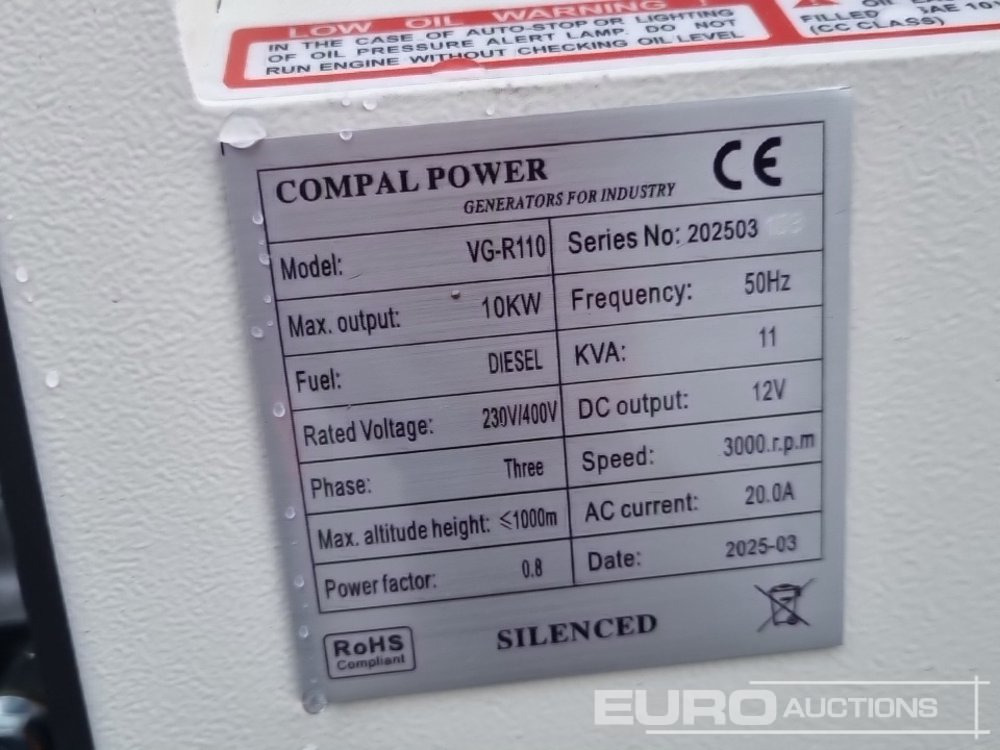 LOW OIL WARNING !
IN THE CASE OF AUTO-STOP OR LIGHTING
OF OIL PRESSURE ALERT LAMP. DO NOT
RUN ENGINE WITHOUT CHECKING OIL LEVEL
OIL
FILLED
(CC CLASS)
COMPAL POWER
GENERATORS FOR INDUSTRY
CE
Model: VG-R110 Series No: 202503
Max. output: 10KW Frequency: 50Hz
Fuel: DIESEL KVA: 11
Rated Voltage: 230V/400V DC output: 12V
Phase: Three Speed: 3000.r.p.m
Max. altitude height: ≤1000m AC current: 20.0A
Power factor: 0.8 Date: 2025-03
RoHS
Compliant
SILENCED
EURO AUCTIONS